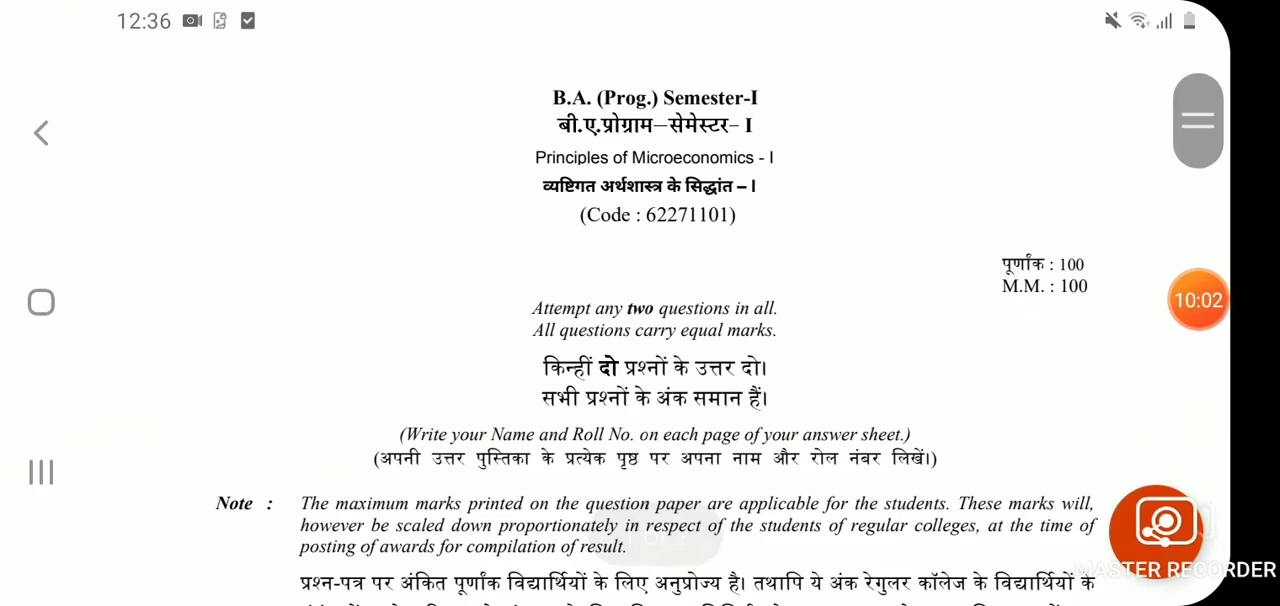 12:36
B.A. (Prog.) Semester-I
बी.ए.प्रोग्राम–सेमेस्टर– I
Principles of Microeconomics - I
व्यष्टिगत अर्थशास्त्र के सिद्धांत – I
(Code : 62271101)
पूर्णांक : 100
M.M. : 100
10:02
Attempt any two questions in all.
All questions carry equal marks.
किन्हीं दो प्रश्नों के उत्तर दो।
सभी प्रश्नों के अंक समान हैं।
(Write your Name and Roll No. on each page of your answer sheet.)
(अपनी उत्तर पुस्तिका के प्रत्येक पृष्ठ पर अपना नाम और रोल नंबर लिखें।)
Note : The maximum marks printed on the question paper are applicable for the students. These marks will,
however be scaled down proportionately in respect of the students of regular colleges, at the time of
posting of awards for compilation of result.
MASTER RECORDER
प्रश्न-पत्र पर अंकित पूर्णांक विद्यार्थियों के लिए अनुप्रोज्य है। तथापि ये अंक रेगुलर कॉलेज के विद्यार्थियों के